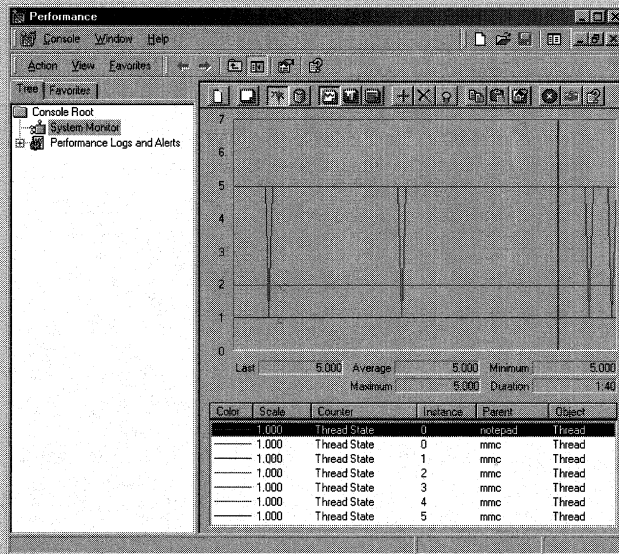 Performance
Console Window Help
Action View Favorites
Tree Favorites
Console Root
System Monitor
Performance Logs and Alerts
7
6
5
4
3
2
1
0
Last 5.000 Average 5.000 Minimum 5.000
Maximum 5.000 Duration 1:40
Color Scale Counter Instance Parent Object
1.000 Thread State 0 notepad Thread
1.000 Thread State 0 mmc Thread
1.000 Thread State 1 mmc Thread
1.000 Thread State 2 mmc Thread
1.000 Thread State 3 mmc Thread
1.000 Thread State 4 mmc Thread
1.000 Thread State 5 mmc Thread